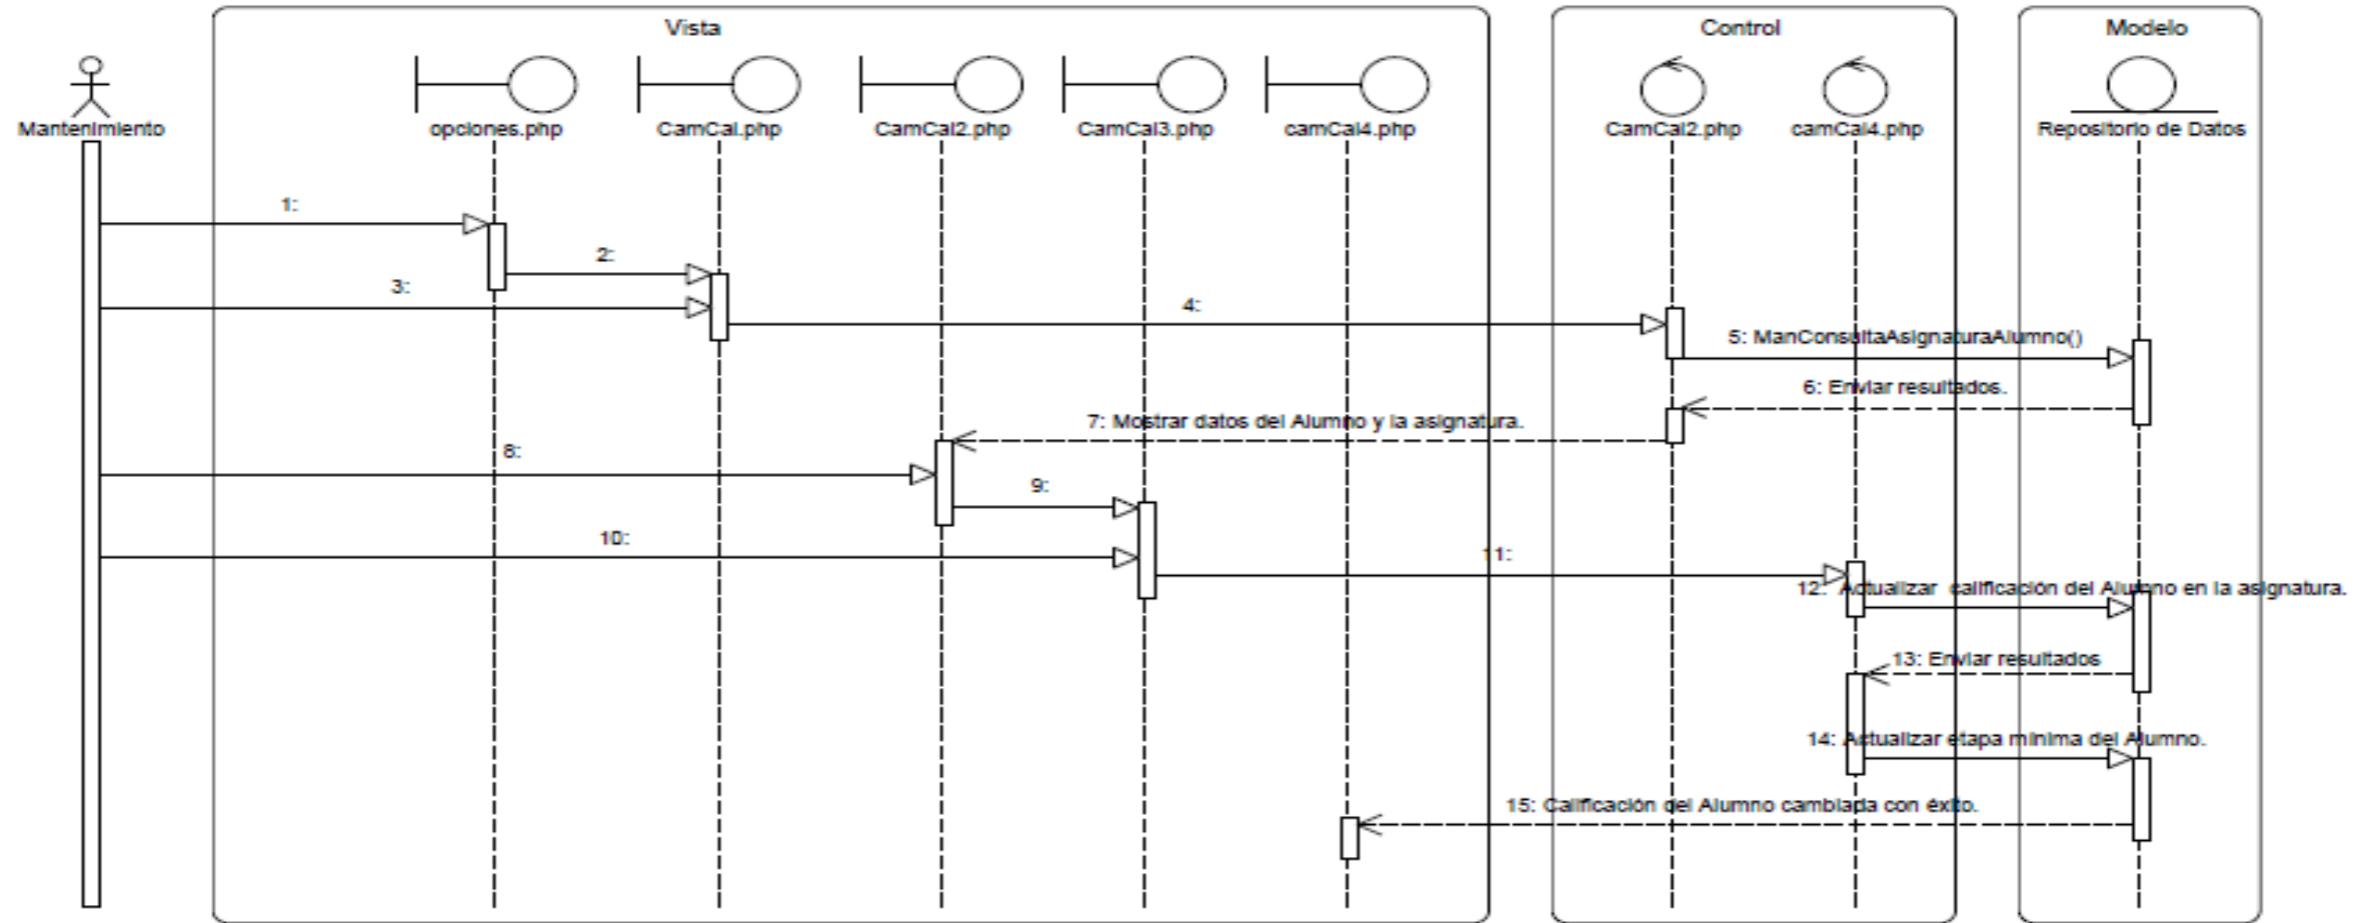 Vista
Control
Modelo
Mantenimiento
opciones.php
CamCal.php
CamCal2.php
CamCal3.php
camCal4.php
CamCal2.php
camCal4.php
Repositorio de Datos
1:
2:
3:
4:
5: ManConsultaAsignaturaAlumno()
6: Enviar resultados.
7: Mostrar datos del Alumno y la asignatura.
8:
9:
10:
11:
12: Actualizar calificación del Alumno en la asignatura.
13: Enviar resultados
14: Actualizar etapa mínima del Alumno.
15: Calificación del Alumno cambiada con éxito.